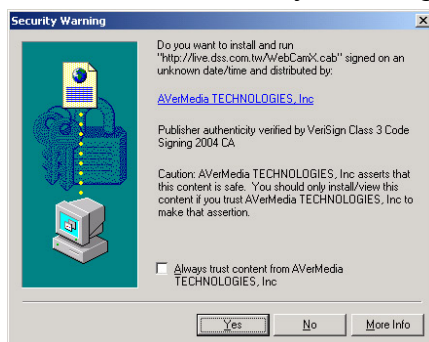 Security Warning
Do you want to install and run
"http://live.dss.com.tw/WebCamX.cab" signed on an
unknown date/time and distributed by:
AVerMedia TECHNOLOGIES, Inc
Publisher authenticity verified by VeriSign Class 3 Code
Signing 2004 CA
Caution: AVerMedia TECHNOLOGIES, Inc asserts that
this content is safe. You should only install/view this
content if you trust AVerMedia TECHNOLOGIES, Inc to
make that assertion.
Always trust content from AVerMedia
TECHNOLOGIES, Inc
Yes No More Info